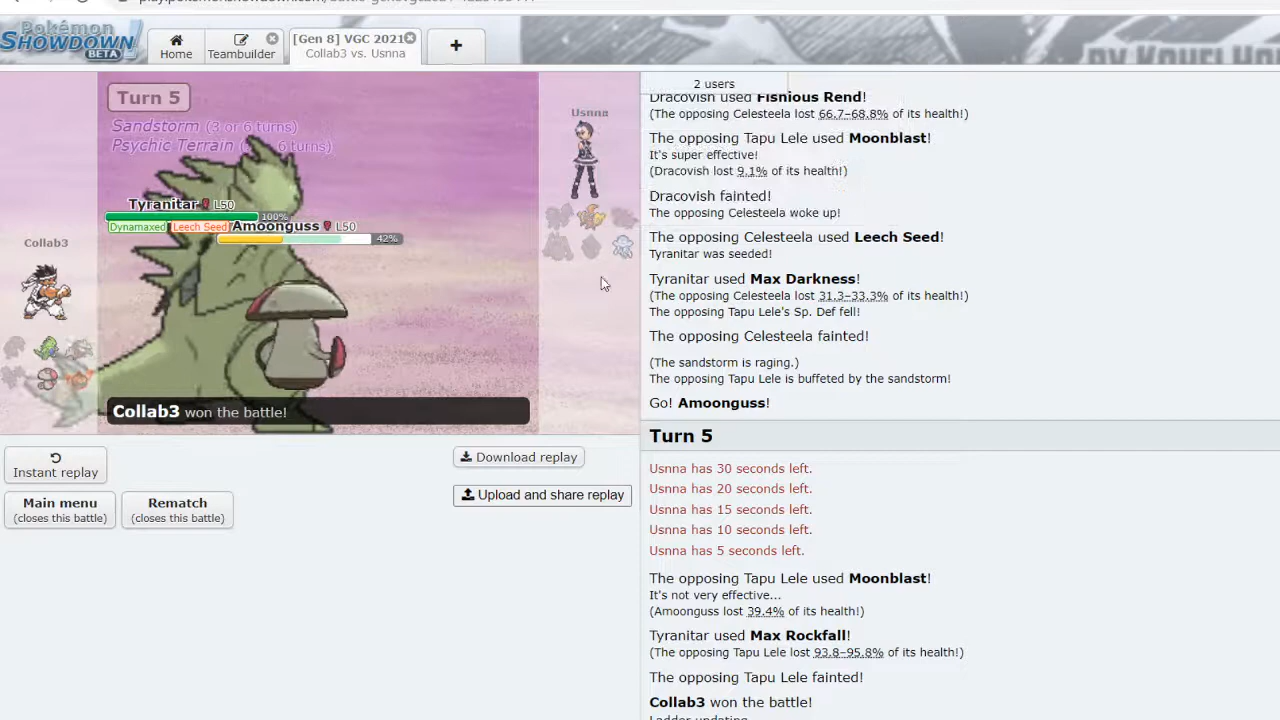 Pokémon
SHOWDOWN
BETA
Home
Teambuilder
[Gen 8] VGC 2021
Collab3 vs. Usnna
Turn 5
Sandstorm (3 or 6 turns)
Psychic Terrain
6 turns)
Tyranitar L50
100%
Dynamaxed Leech Seed
Amoonguss L50
42%
Collab3
Usnna
Collab3 won the battle!
Instant replay
Download replay
Upload and share replay
Main menu
(closes this battle)
Rematch
(closes this battle)
2 users
Dracovish used Fishious Rend!
(The opposing Celesteela lost 66.7–68.8% of its health!)
The opposing Tapu Lele used Moonblast!
It's super effective!
(Dracovish lost 9.1% of its health!)
Dracovish fainted!
The opposing Celesteela woke up!
The opposing Celesteela used Leech Seed!
Tyranitar was seeded!
Tyranitar used Max Darkness!
(The opposing Celesteela lost 31.3–33.3% of its health!)
The opposing Tapu Lele's Sp. Def fell!
The opposing Celesteela fainted!
(The sandstorm is raging.)
The opposing Tapu Lele is buffeted by the sandstorm!
Go! Amoonguss!
Turn 5
Usnna has 30 seconds left.
Usnna has 20 seconds left.
Usnna has 15 seconds left.
Usnna has 10 seconds left.
Usnna has 5 seconds left.
The opposing Tapu Lele used Moonblast!
It's not very effective...
(Amoonguss lost 39.4% of its health!)
Tyranitar used Max Rockfall!
(The opposing Tapu Lele lost 93.8–95.8% of its health!)
The opposing Tapu Lele fainted!
Collab3 won the battle!
Ladder updating...